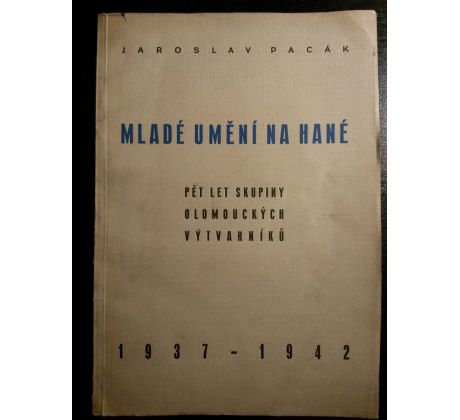 JAROSLAV PACÁK
MLADÉ UMĚNÍ NA HANÉ
PĚT LET SKUPINY
OLOMOUCKÝCH
VÝTVARNÍKŮ
1937-1942